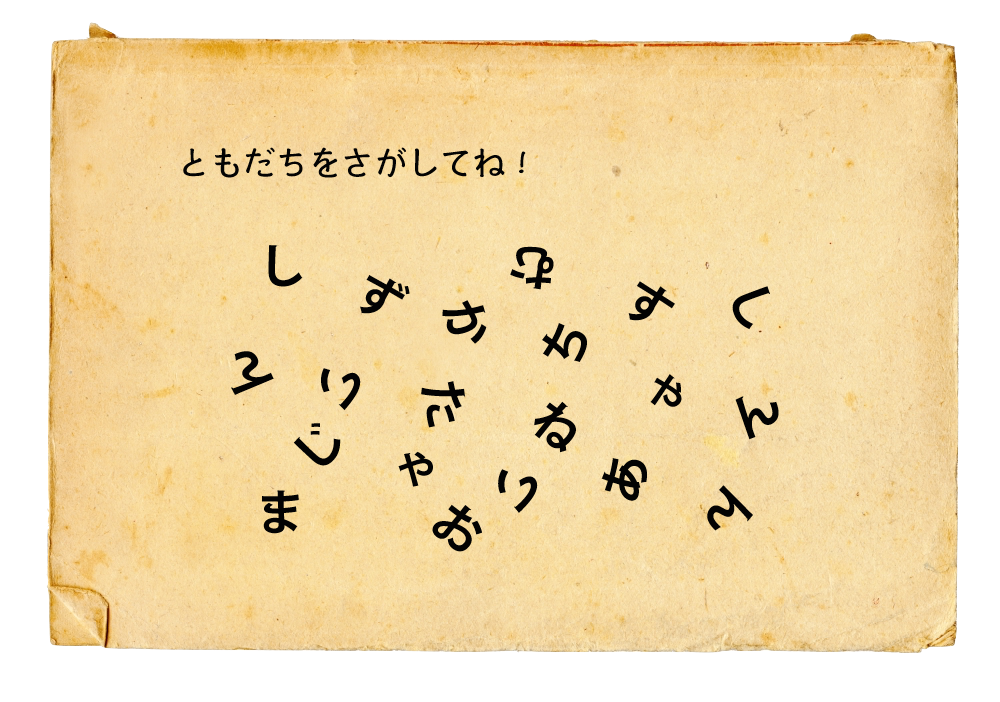 ともだちをさがしてね！
し ず か む す し
ち
ん り だ ね ゃ ん
じ ゃ り あ
ま お ん